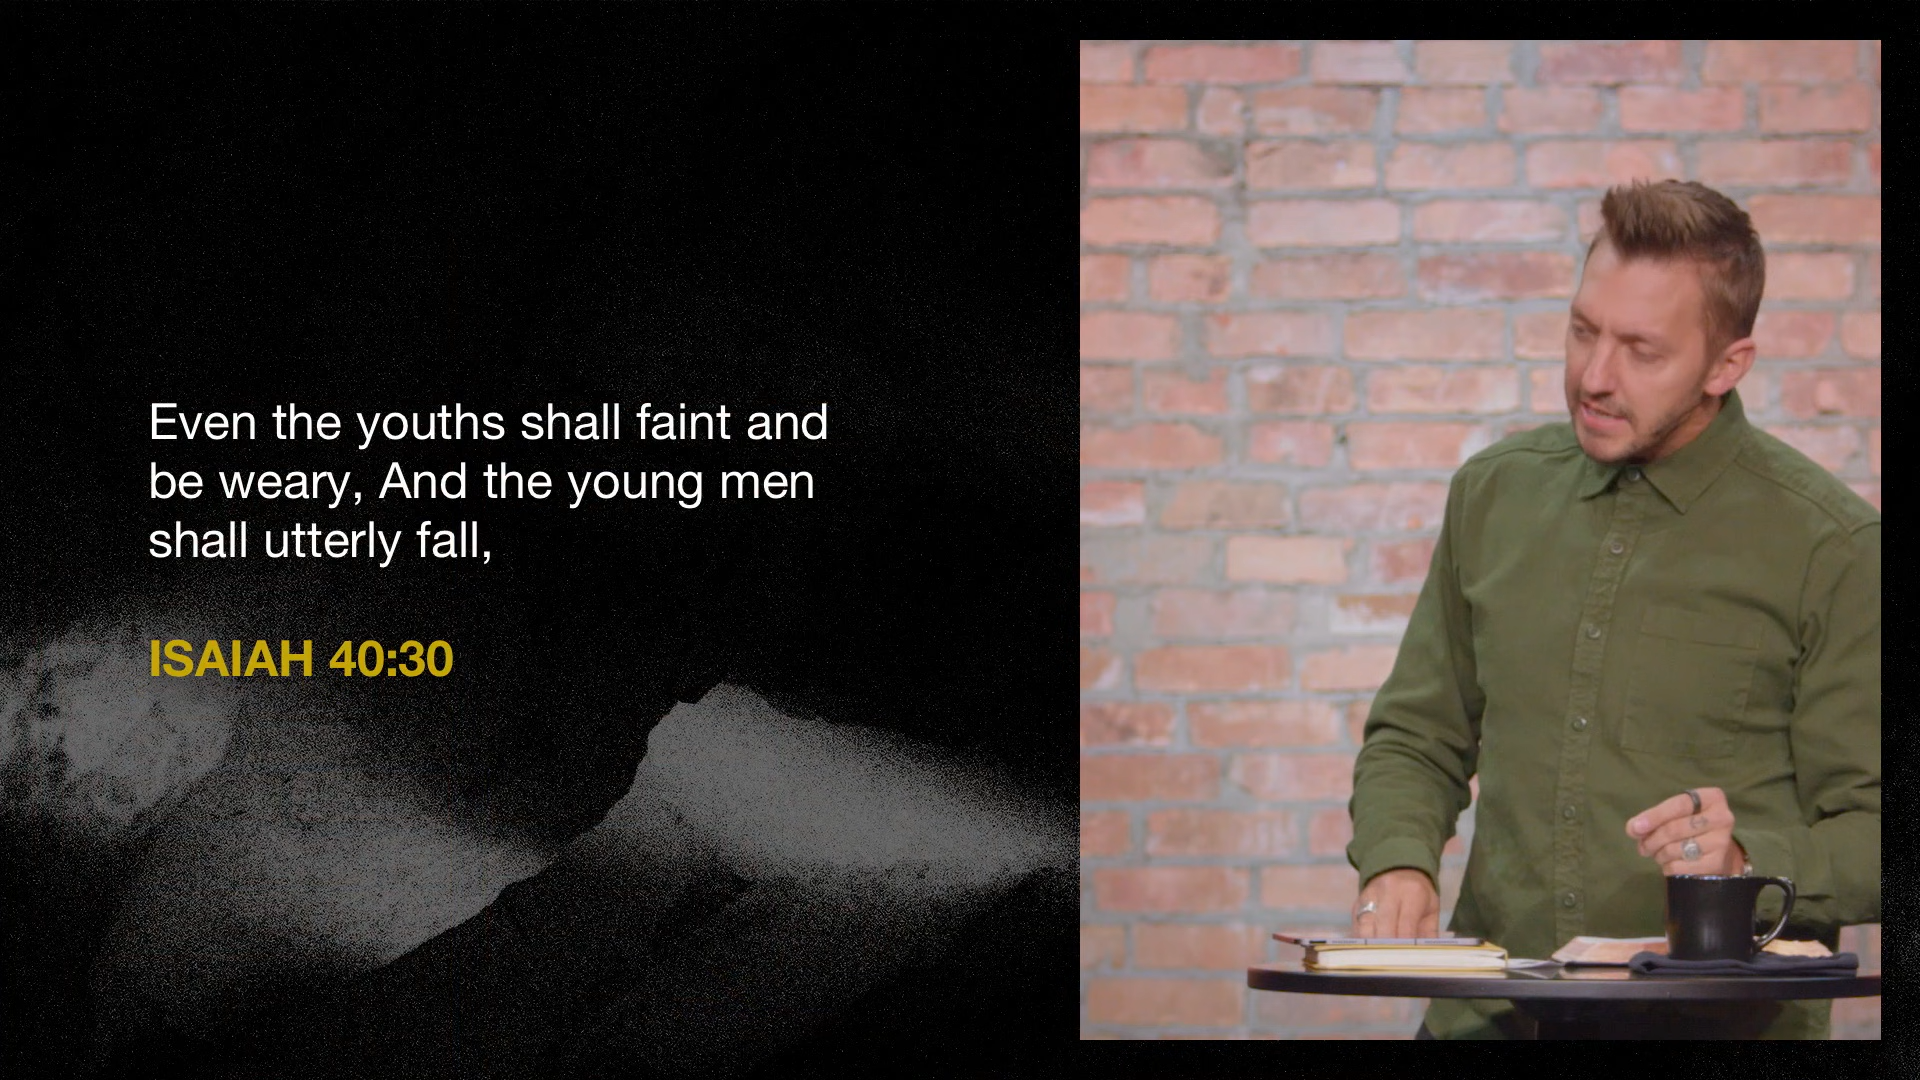 Even the youths shall faint and
be weary, And the young men
shall utterly fall,
ISAIAH 40:30